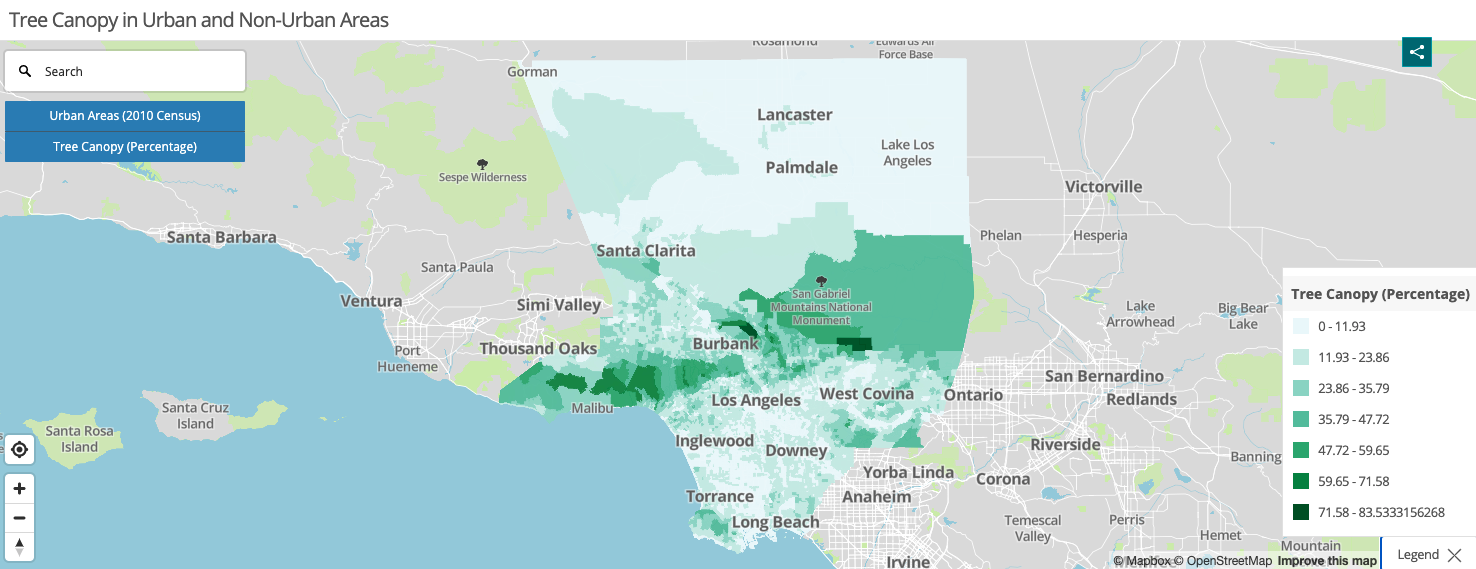 Tree Canopy in Urban and Non-Urban Areas
Search
Urban Areas (2010 Census)
Tree Canopy (Percentage)
Rosamond
Edwards Air
Force Base
Gorman
Lancaster
Lake Los
Angeles
Palmdale
Sespe Wilderness
Victorville
Santa Barbara
Phelan
Hesperia
Santa Clarita
Santa Paula
Ventura
Simi Valley
San Gabriel
Mountains National
Monument
Lake
Arrowhead
Big Bear
Lake
Burbank
Thousand Oaks
Port
Hueneme
San Bernardino
Redlands
West Covina
Ontario
Los Angeles
Malibu
Santa Cruz
Island
Santa Rosa
Island
Inglewood
Downey
Riverside
Banning
Yorba Linda
Corona
Anaheim
Torrance
Long Beach
Temescal
Valley
Perris
Hemet
Mountain
Irvine
Tree Canopy (Percentage)
0 - 11.93
11.93 - 23.86
23.86 - 35.79
35.79 - 47.72
47.72 - 59.65
59.65 - 71.58
71.58 - 83.5333156268
© Mapbox © OpenStreetMap Improve this map
Legend